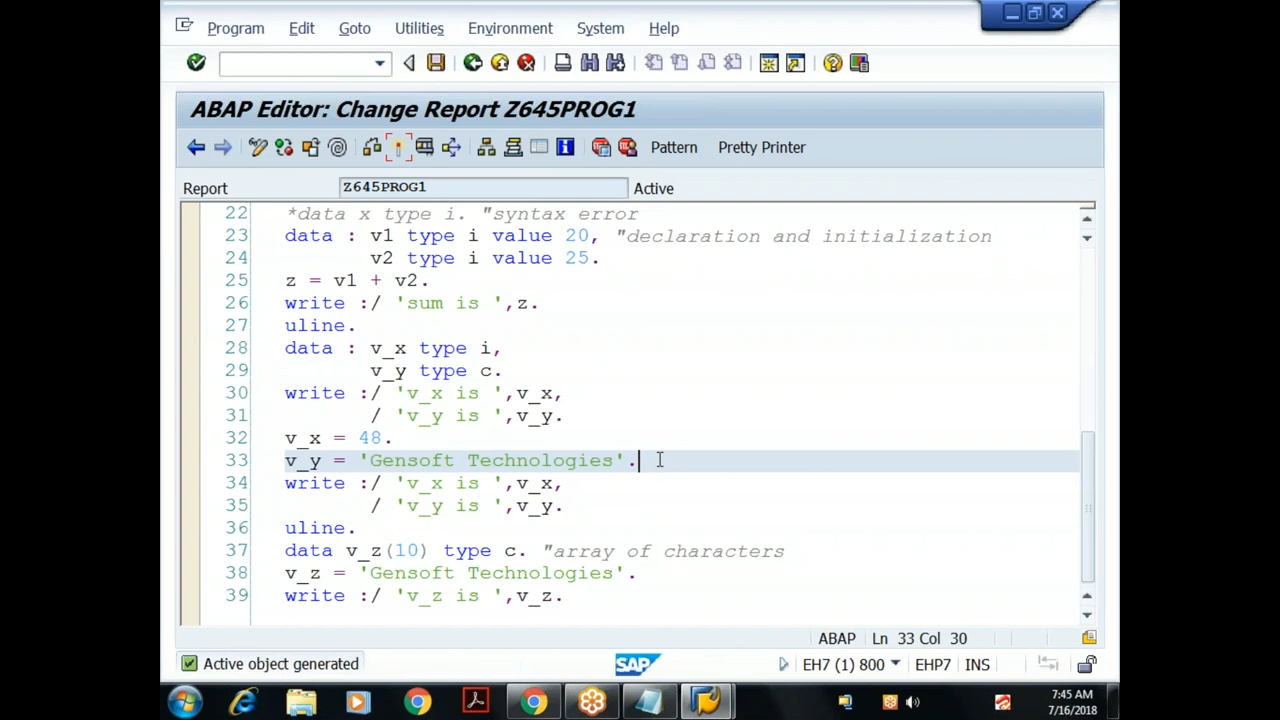 Program Edit Goto Utilities Environment System Help
ABAP Editor: Change Report Z645PROG1
Pattern Pretty Printer
Report Z645PROG1 Active
22 *data x type i. "syntax error
23 data : v1 type i value 20, "declaration and initialization
24 v2 type i value 25.
25 z = v1 + v2.
26 write :/ 'sum is ',z.
27 uline.
28 data : v_x type i,
29 v_y type c.
30 write :/ 'v_x is ',v_x,
31 / 'v_y is ',v_y.
32 v_x = 48.
33 v_y = 'Gensoft Technologies'.
34 write :/ 'v_x is ',v_x,
35 / 'v_y is ',v_y.
36 uline.
37 data v_z(10) type c. "array of characters
38 v_z = 'Gensoft Technologies'.
39 write :/ 'v_z is ',v_z.
ABAP Ln 33 Col 30
Active object generated SAP EH7 (1) 800 EHP7 INS
7:45 AM
7/16/2018